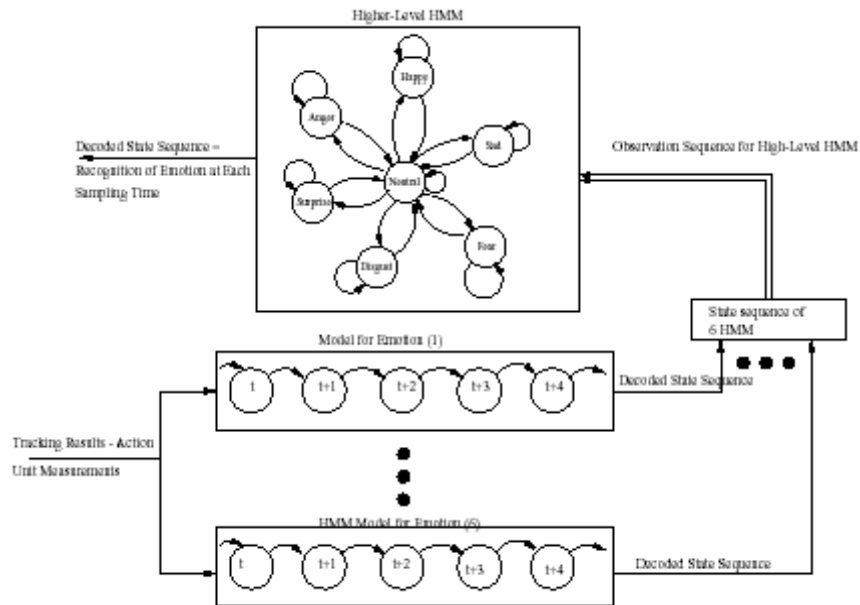 Higher-Level HMM
Happy
Anger
Sad
Neutral
Surprise
Disgust
Fear
Decoded State Sequence =
Recognition of Emotion at Each
Sampling Time
Observation Sequence for High-Level HMM
State sequence of
6 HMM
Model for Emotion (1)
t
t+1
t+2
t+3
t+4
Decoded State Sequence
Tracking Results - Action
Unit Measurements
HMM Model for Emotion (6)
t
t+1
t+2
t+3
t+4
Decoded State Sequence